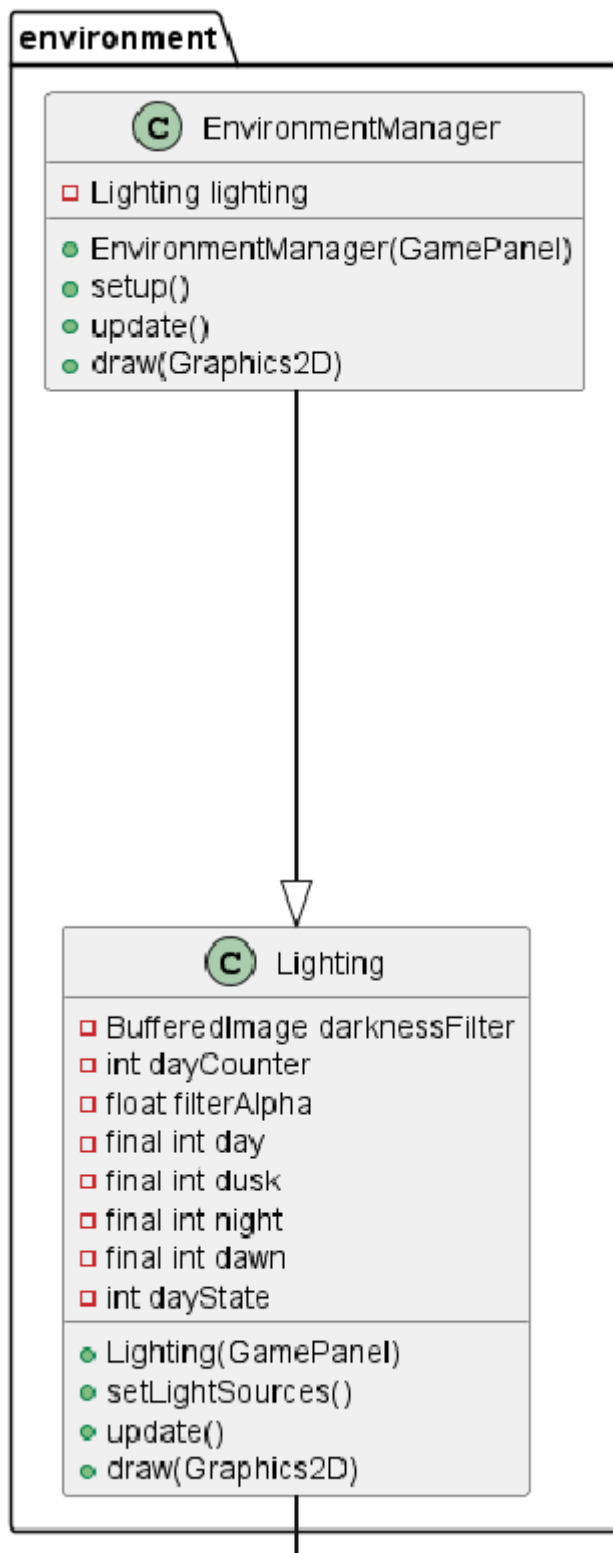 environment
C EnvironmentManager
Lighting lighting
EnvironmentManager(GamePanel)
setup()
update()
draw(Graphics2D)
C Lighting
BufferedImage darknessFilter
int dayCounter
float filterAlpha
final int day
final int dusk
final int night
final int dawn
int dayState
Lighting(GamePanel)
setLightSources()
update()
draw(Graphics2D)